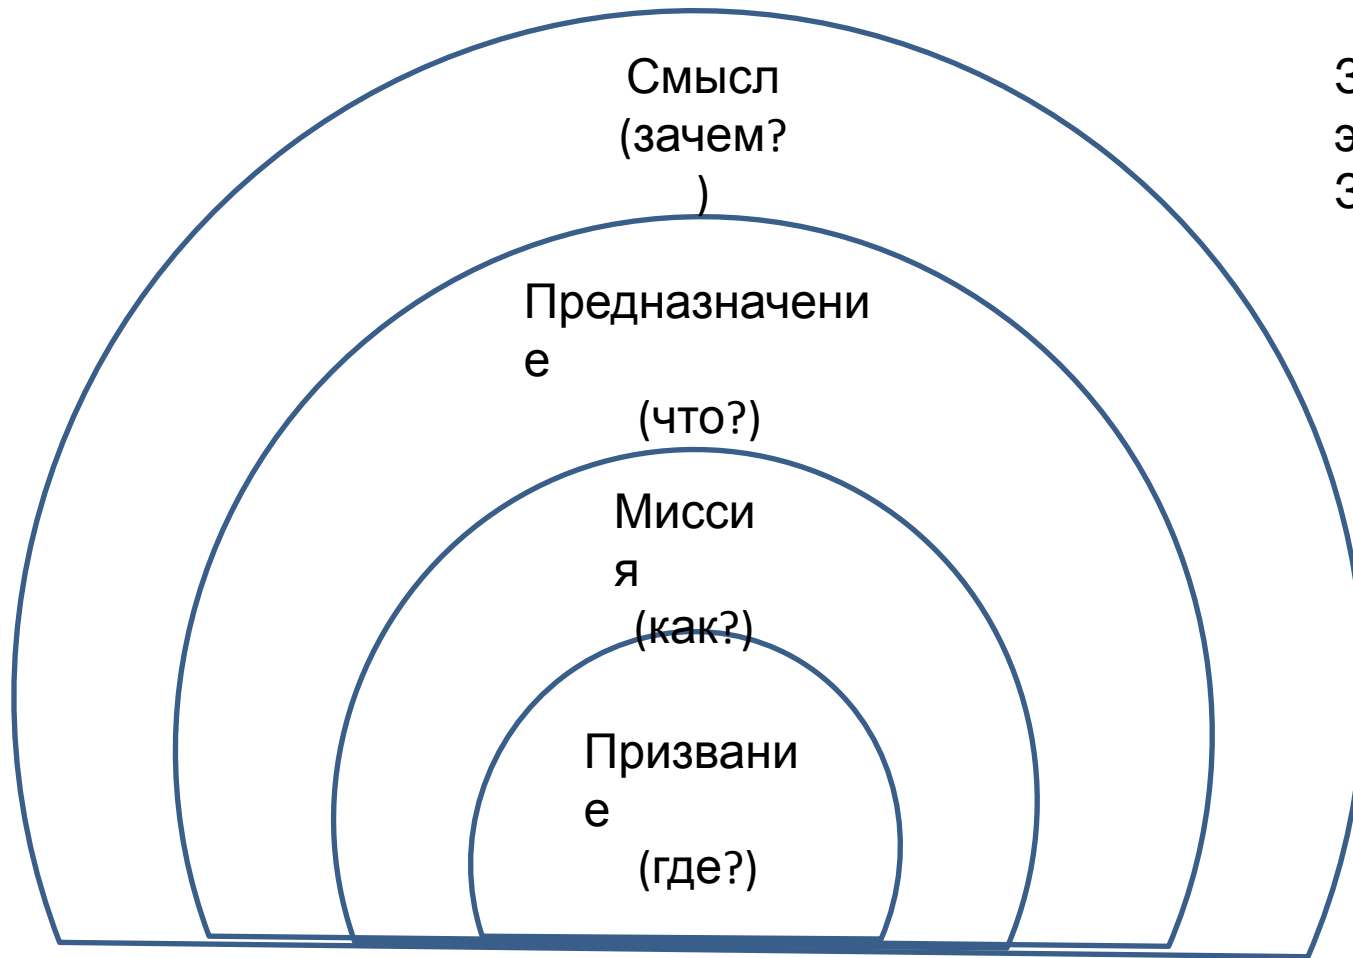 Смысл
(зачем?
)
Предназначени
е
(что?)
Мисси
я
(как?)
Призвани
е
(где?)